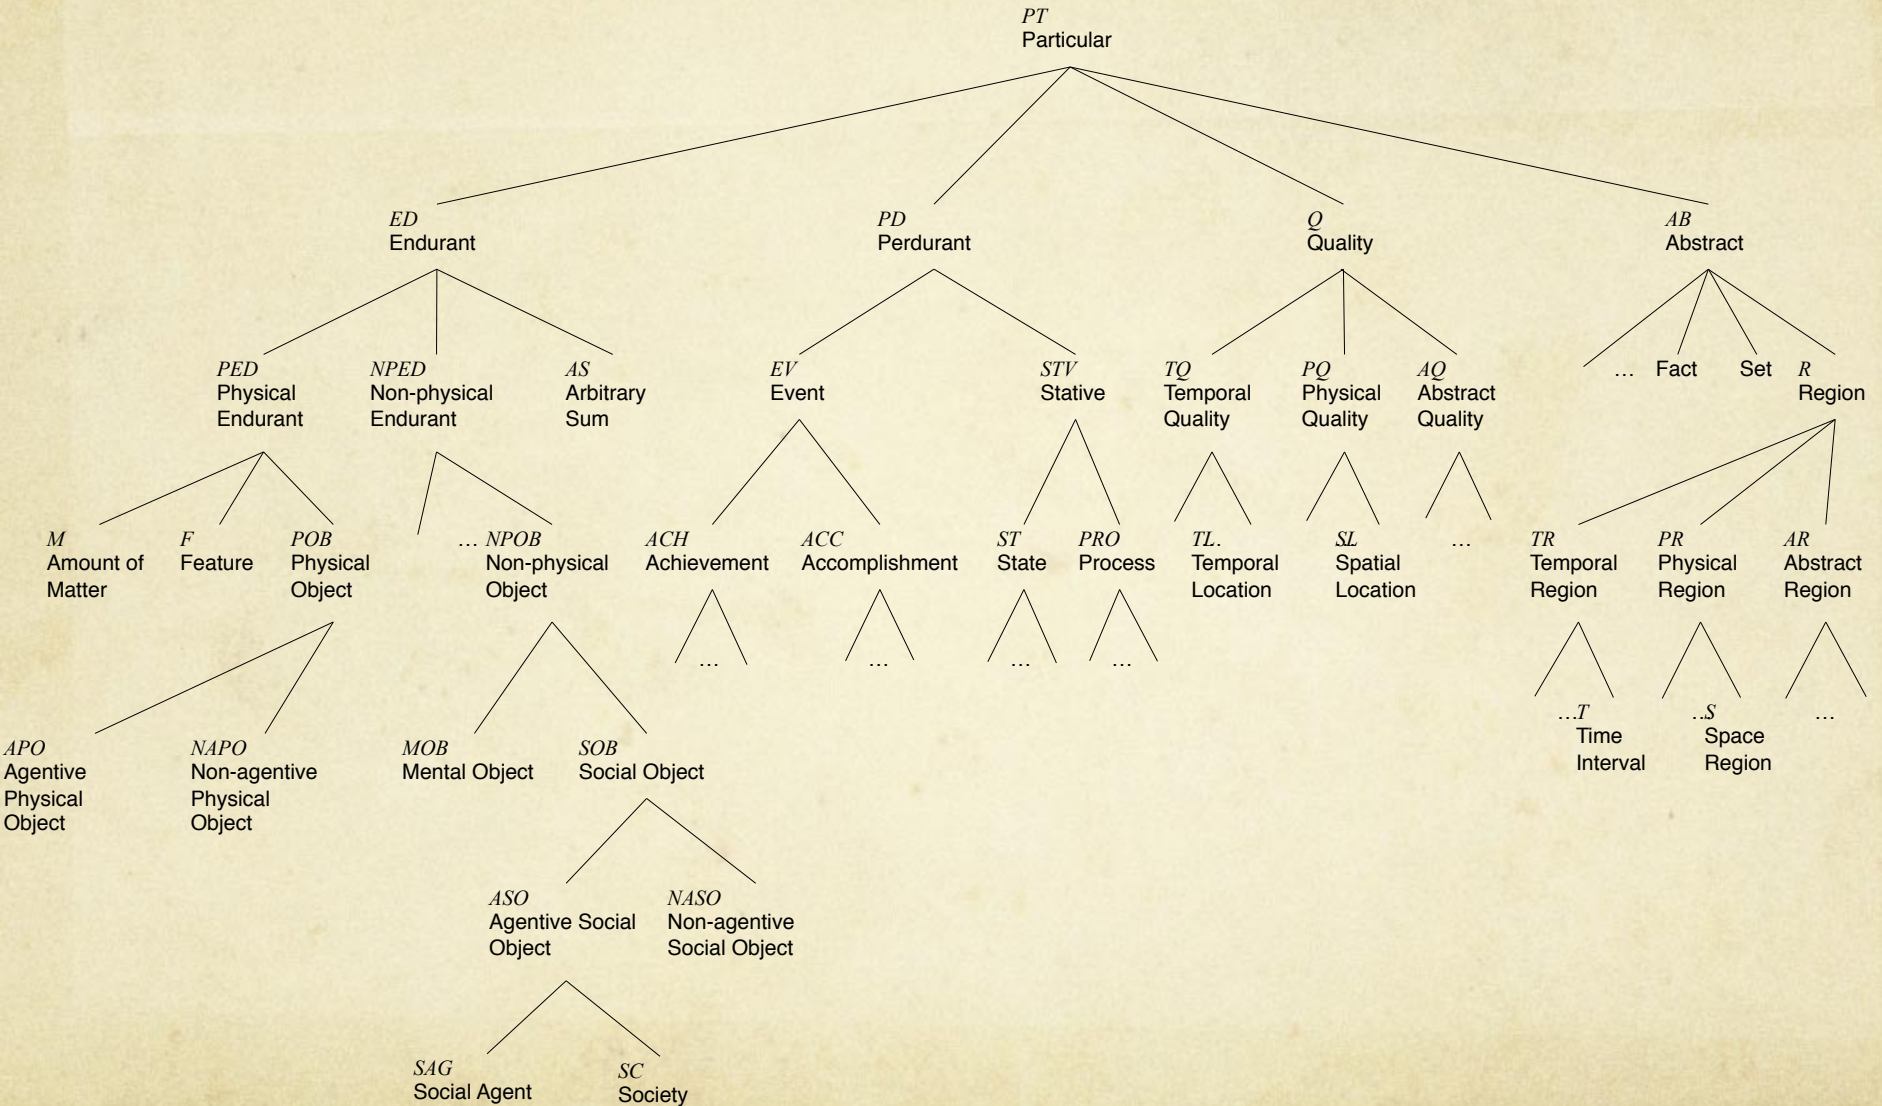 PT
Particular
ED
Endurant
PD
Perdurant
Q
Quality
AB
Abstract
PED
Physical
Endurant
NPED
Non-physical
Endurant
AS
Arbitrary
Sum
EV
Event
STV
Stative
TQ
Temporal
Quality
PQ
Physical
Quality
AQ
Abstract
Quality
…
Fact
Set
R
Region
M
Amount of
Matter
F
Feature
POB
Physical
Object
… NPOB
Non-physical
Object
ACH
Achievement
ACC
Accomplishment
ST
State
PRO
Process
TL.
Temporal
Location
SL
Spatial
Location
…
TR
Temporal
Region
PR
Physical
Region
AR
Abstract
Region
…
…
…
…
…T
Time
Interval
..S
Space
Region
…
APO
Agentive
Physical
Object
NAPO
Non-agentive
Physical
Object
MOB
Mental Object
SOB
Social Object
ASO
Agentive Social
Object
NASO
Non-agentive
Social Object
SAG
Social Agent
SC
Society